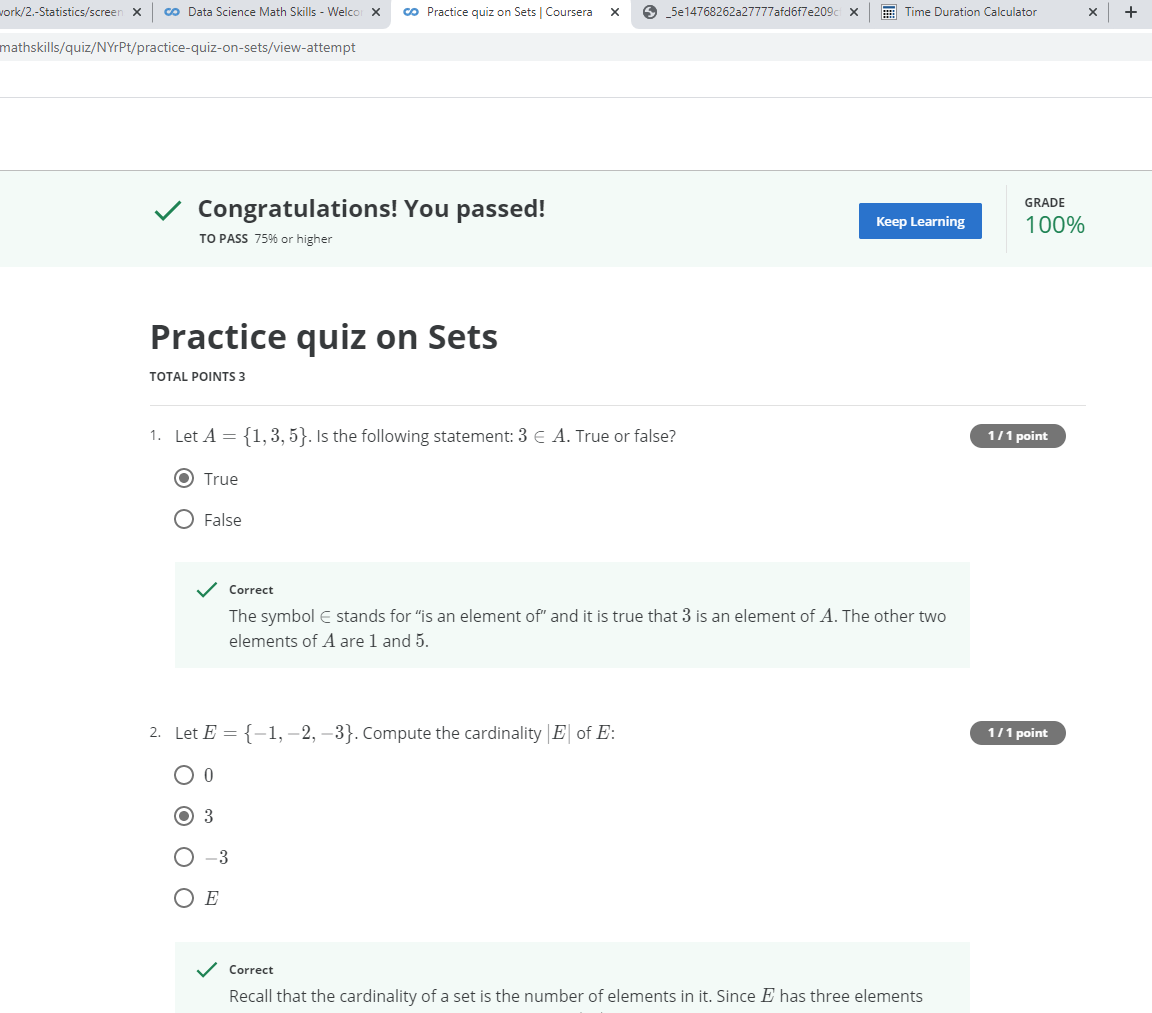 work/2.-Statistics/screen
Data Science Math Skills - Welco
Practice quiz on Sets | Coursera
_5e14768262a27777afd6f7e209c
Time Duration Calculator
mathskills/quiz/NYrPt/practice-quiz-on-sets/view-attempt
Congratulations! You passed!
TO PASS 75% or higher
Keep Learning
GRADE
100%
Practice quiz on Sets
TOTAL POINTS 3
1. Let A = {1, 3, 5}. Is the following statement: 3 ∈ A. True or false?
1 / 1 point
True
False
Correct
The symbol ∈ stands for “is an element of” and it is true that 3 is an element of A. The other two
elements of A are 1 and 5.
2. Let E = {−1, −2, −3}. Compute the cardinality |E| of E:
1 / 1 point
0
3
−3
E
Correct
Recall that the cardinality of a set is the number of elements in it. Since E has three elements